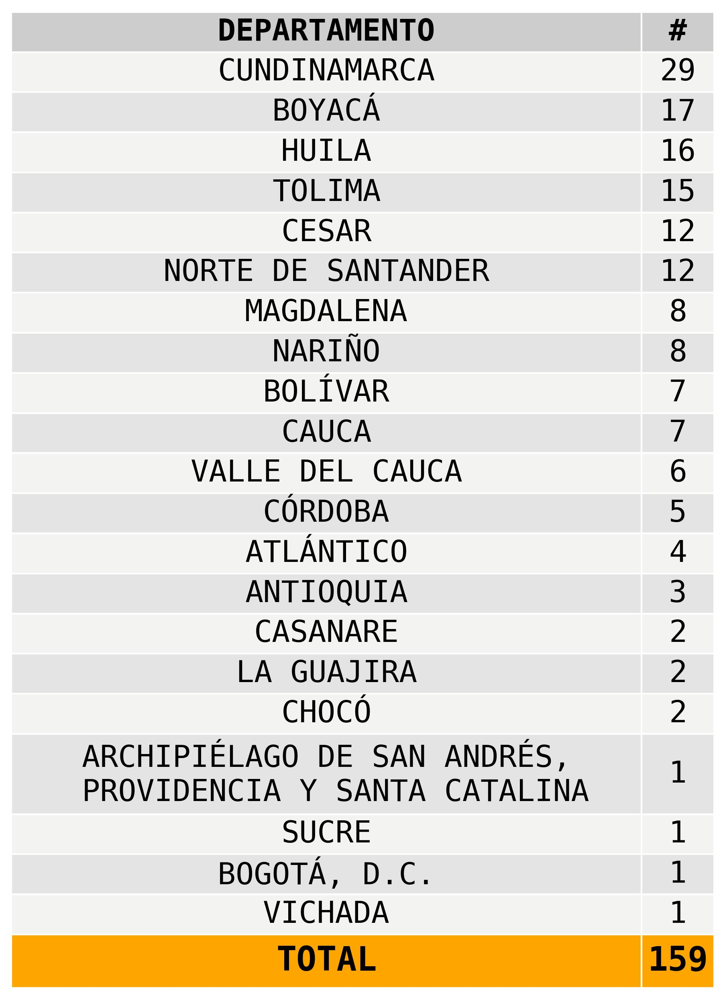 DEPARTAMENTO #
CUNDINAMARCA 29
BOYACÁ 17
HUILA 16
TOLIMA 15
CESAR 12
NORTE DE SANTANDER 12
MAGDALENA 8
NARIÑO 8
BOLÍVAR 7
CAUCA 7
VALLE DEL CAUCA 6
CÓRDOBA 5
ATLÁNTICO 4
ANTIOQUIA 3
CASANARE 2
LA GUAJIRA 2
CHOCÓ 2
ARCHIPIÉLAGO DE SAN ANDRÉS,
PROVIDENCIA Y SANTA CATALINA 1
SUCRE 1
BOGOTÁ, D.C. 1
VICHADA 1
TOTAL 159